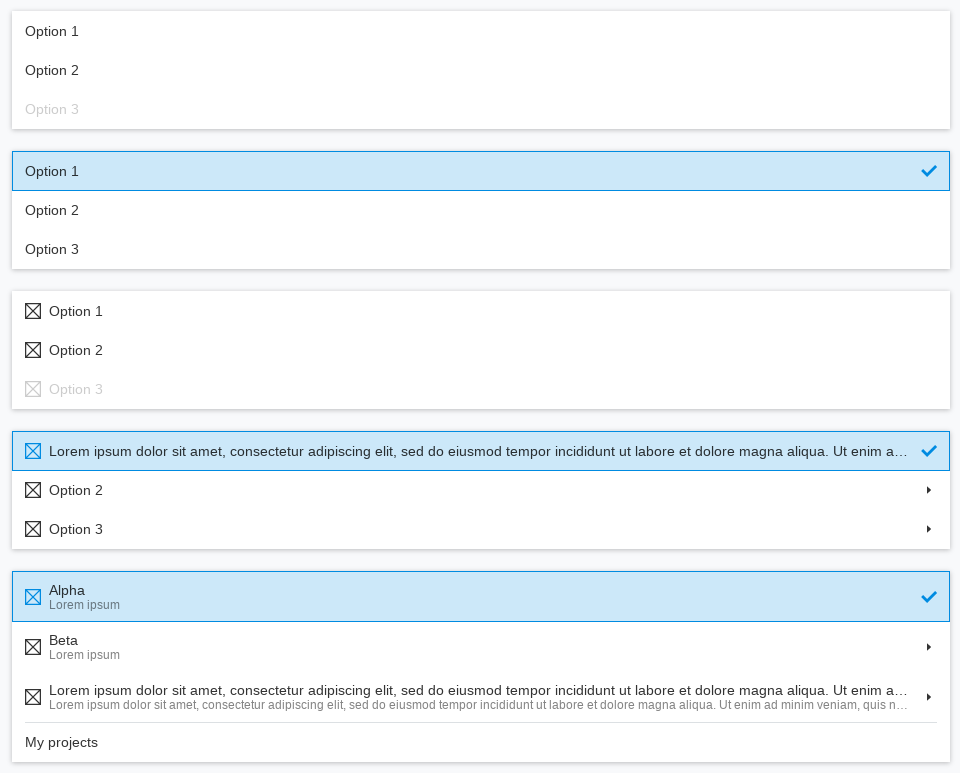 Option 1
Option 2
Option 3
Option 1
Option 2
Option 3
Option 1
Option 2
Option 3
Lorem ipsum dolor sit amet, consectetur adipiscing elit, sed do eiusmod tempor incididunt ut labore et dolore magna aliqua. Ut enim a…
Option 2
Option 3
Alpha
Lorem ipsum
Beta
Lorem ipsum
Lorem ipsum dolor sit amet, consectetur adipiscing elit, sed do eiusmod tempor incididunt ut labore et dolore magna aliqua. Ut enim a…
Lorem ipsum dolor sit amet, consectetur adipiscing elit, sed do eiusmod tempor incididunt ut labore et dolore magna aliqua. Ut enim ad minim veniam, quis n…
My projects